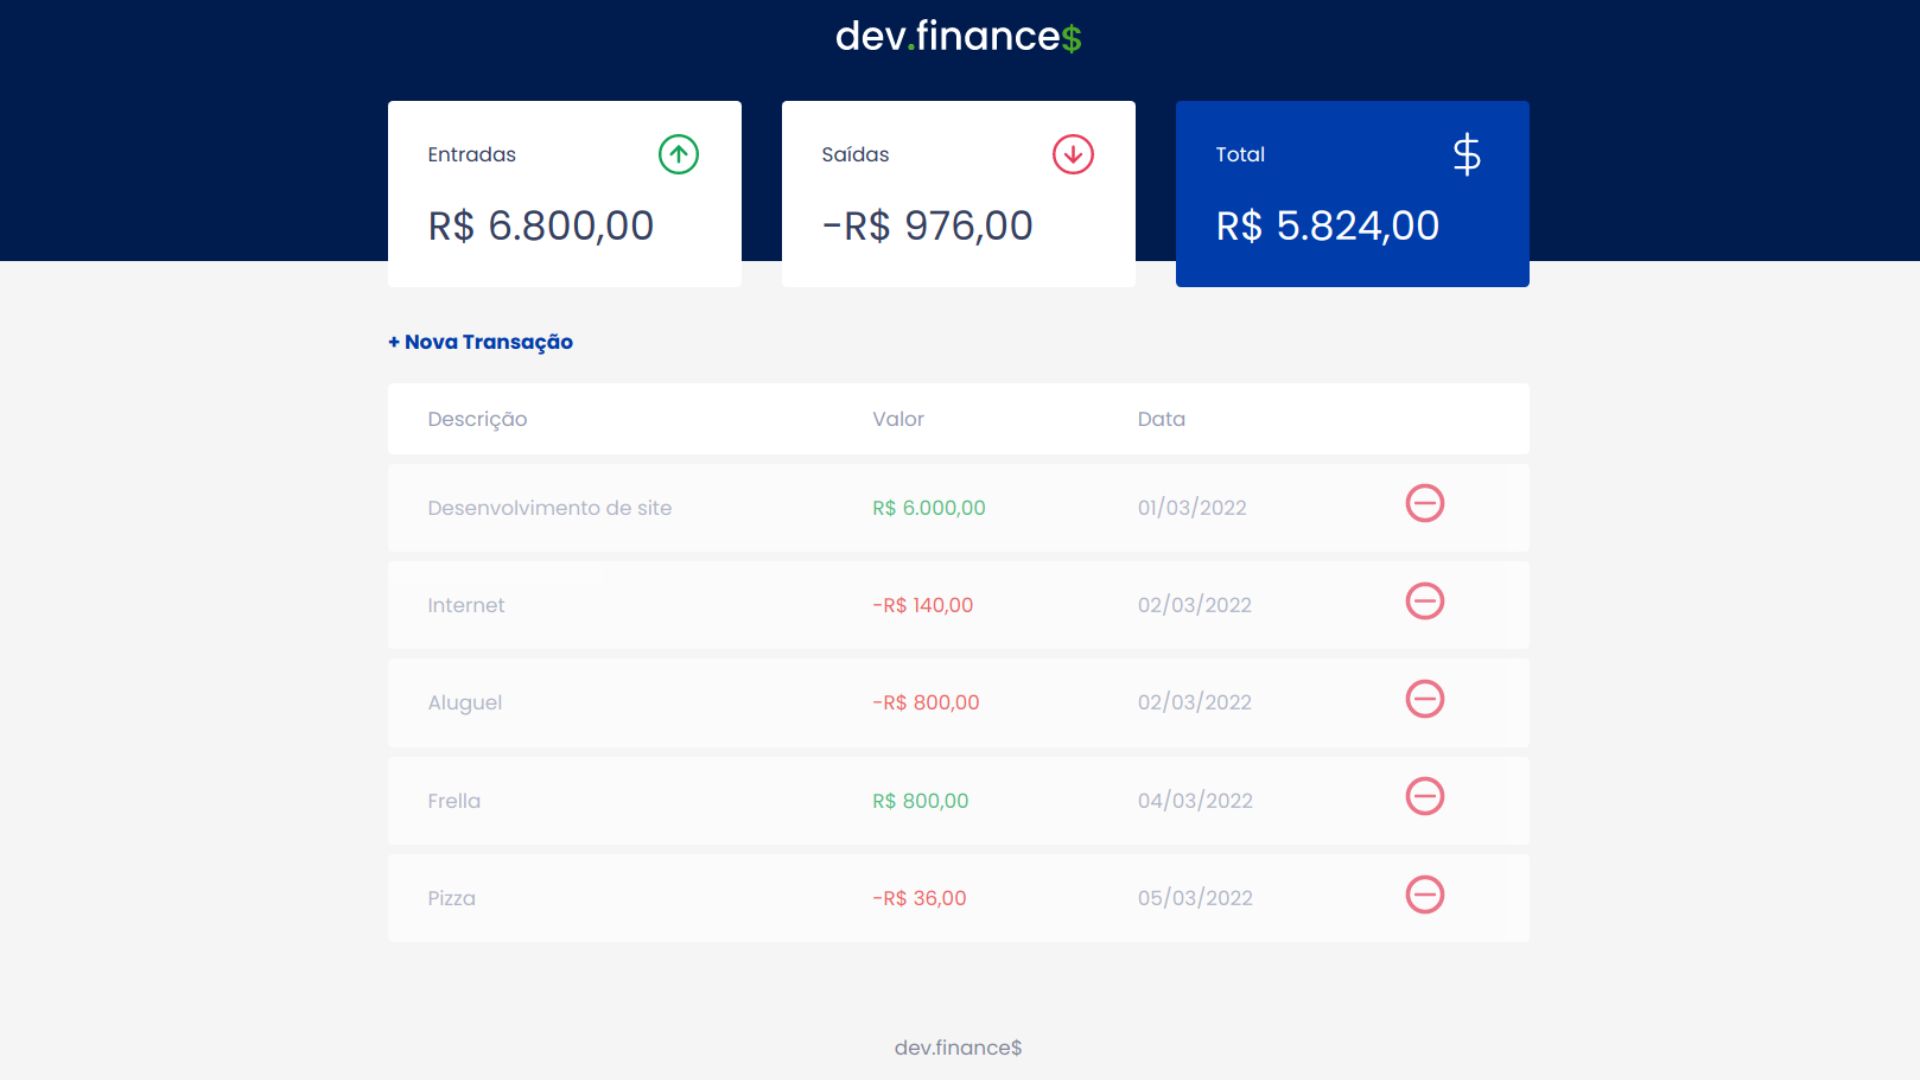 dev.finance$
Entradas
R$ 6.800,00
Saídas
-R$ 976,00
Total
$
R$ 5.824,00
+ Nova Transação
Descrição Valor Data
Desenvolvimento de site R$ 6.000,00 01/03/2022
Internet -R$ 140,00 02/03/2022
Aluguel -R$ 800,00 02/03/2022
Frella R$ 800,00 04/03/2022
Pizza -R$ 36,00 05/03/2022
dev.finance$